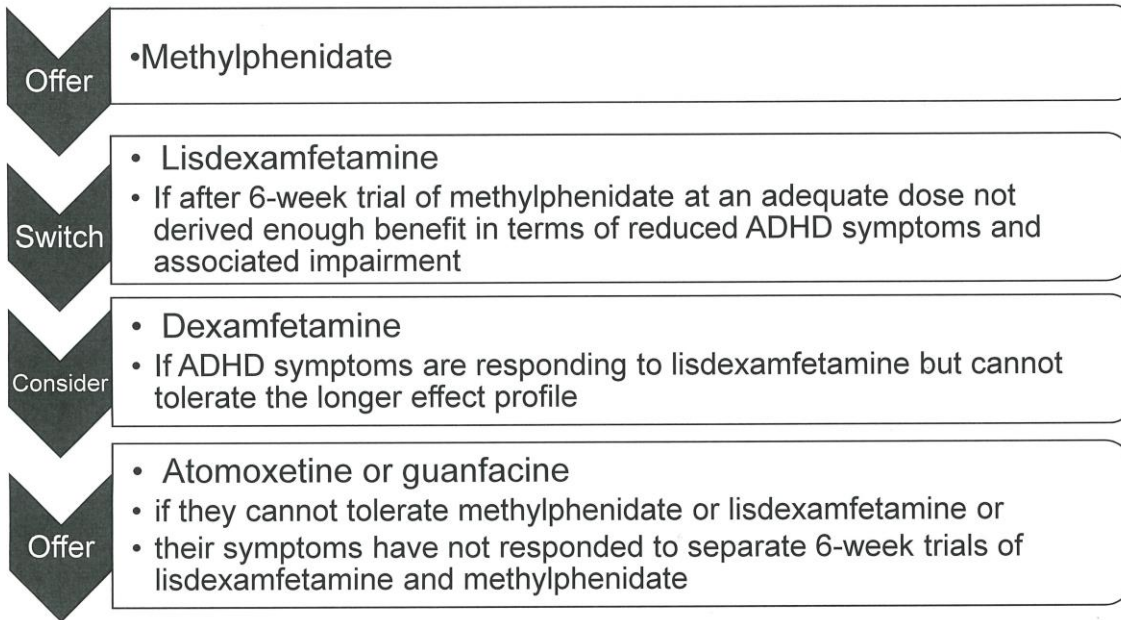 Offer
•Methylphenidate
Switch
• Lisdexamfetamine
• If after 6-week trial of methylphenidate at an adequate dose not
derived enough benefit in terms of reduced ADHD symptoms and
associated impairment
Consider
• Dexamfetamine
• If ADHD symptoms are responding to lisdexamfetamine but cannot
tolerate the longer effect profile
Offer
• Atomoxetine or guanfacine
• if they cannot tolerate methylphenidate or lisdexamfetamine or
• their symptoms have not responded to separate 6-week trials of
lisdexamfetamine and methylphenidate